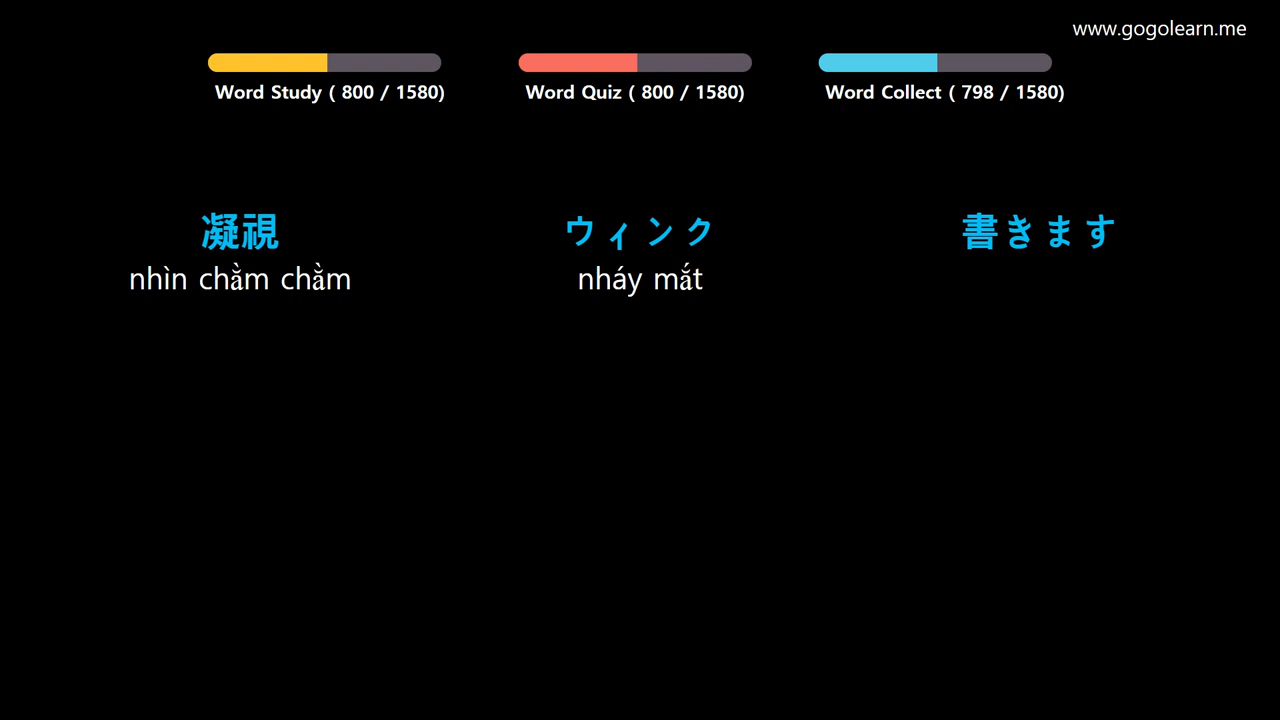 www.gogolearn.me
Word Study ( 800 / 1580)
Word Quiz ( 800 / 1580)
Word Collect ( 798 / 1580)
凝視
nhìn chằm chằm
ウィンク
nháy mắt
書きます